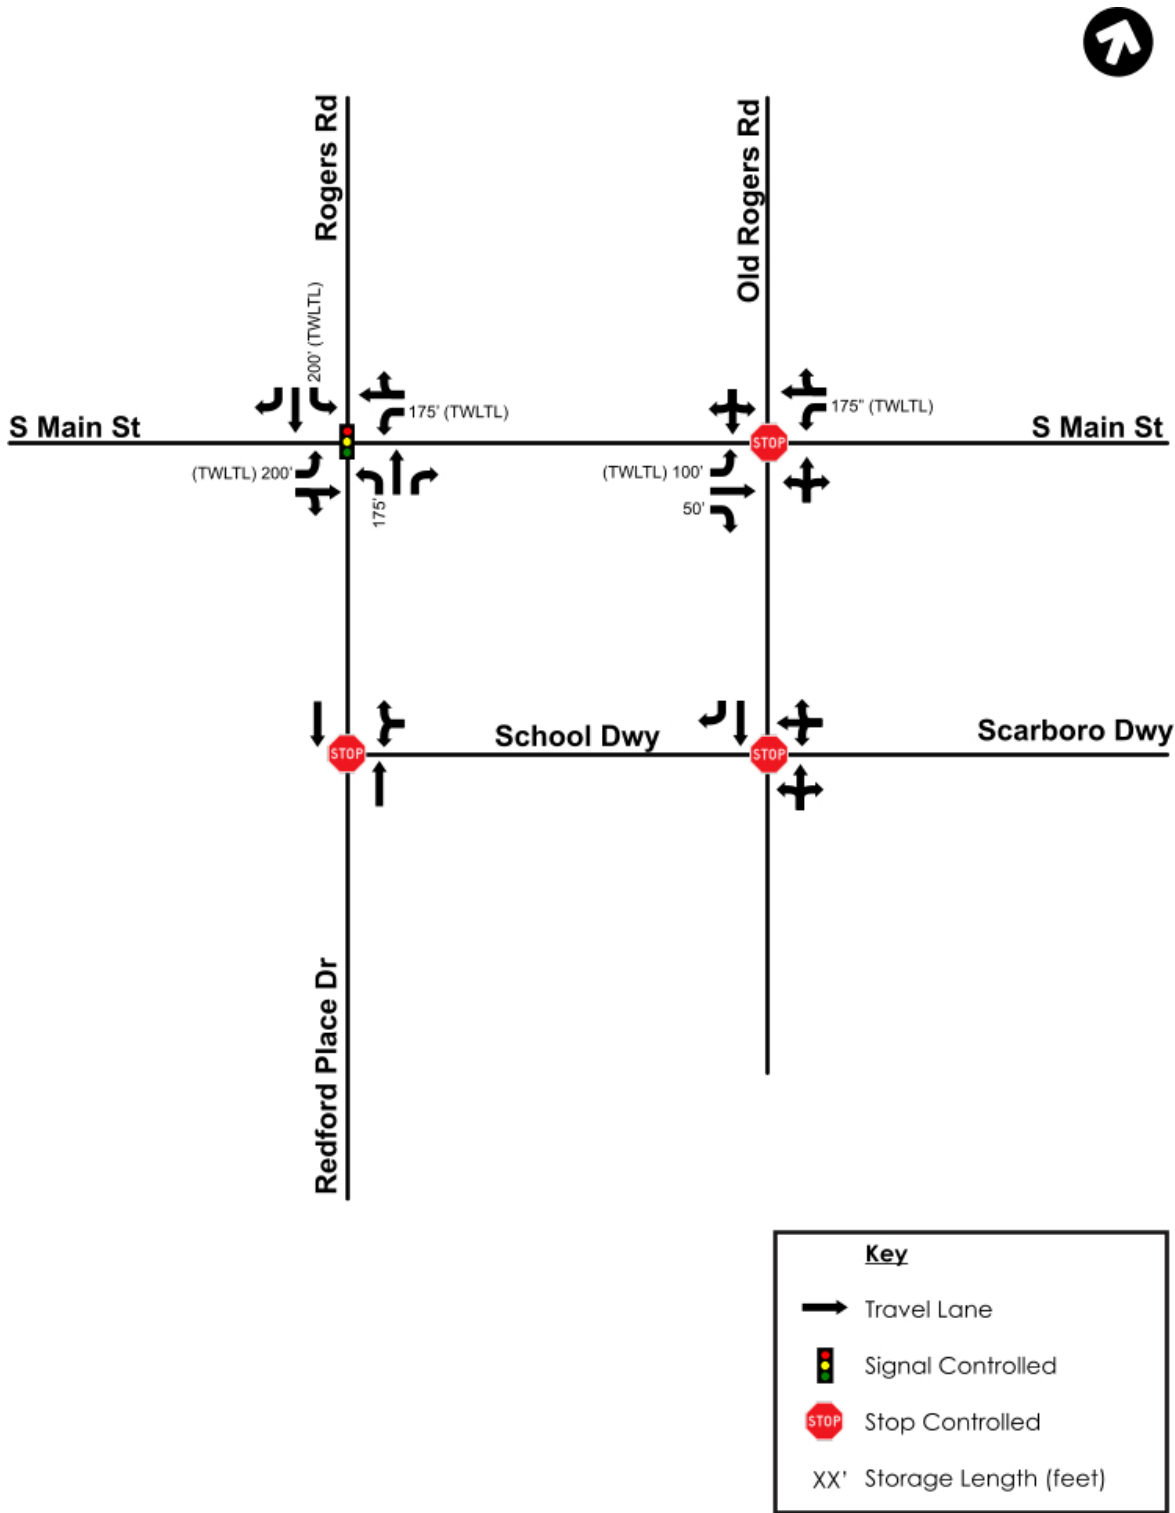 Rogers Rd
Old Rogers Rd
200' (TWLTL)
175' (TWLTL)
175" (TWLTL)
S Main St
S Main St
STOP
(TWLTL) 200'
(TWLTL) 100'
175'
50'
School Dwy
Scarboro Dwy
STOP
STOP
Redford Place Dr
Key
Travel Lane
Signal Controlled
STOP Stop Controlled
XX' Storage Length (feet)